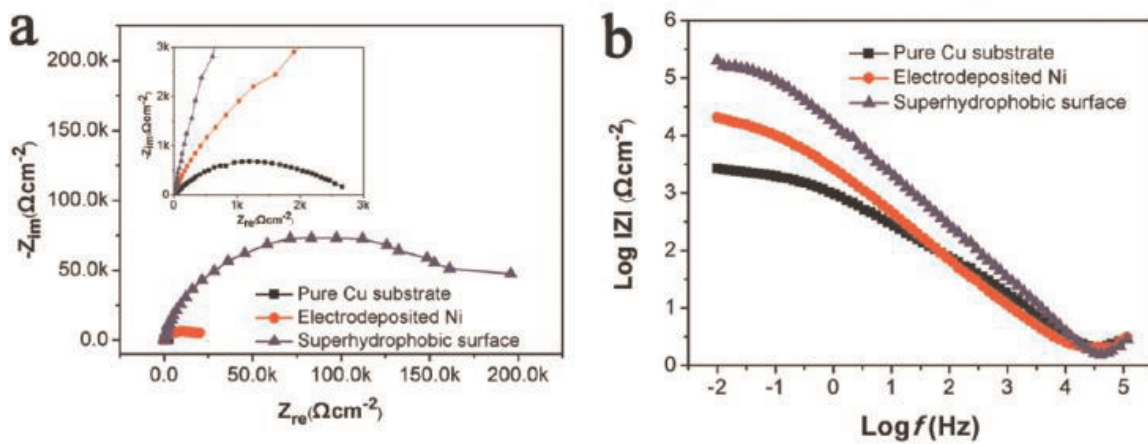 a
200.0k
150.0k
100.0k
50.0k
0.0
-Zim(Ωcm-2)
3k
2k
1k
0
-Zim(Ωcm-2)
0 1k 2k 3k
Zre(Ωcm-2)
Pure Cu substrate
Electrodeposited Ni
Superhydrophobic surface
0.0 50.0k 100.0k 150.0k 200.0k
Zre(Ωcm-2)
b
6
5
4
3
2
1
0
Log IZI (Ωcm-2)
Pure Cu substrate
Electrodeposited Ni
Superhydrophobic surface
-2 -1 0 1 2 3 4 5
Log f (Hz)